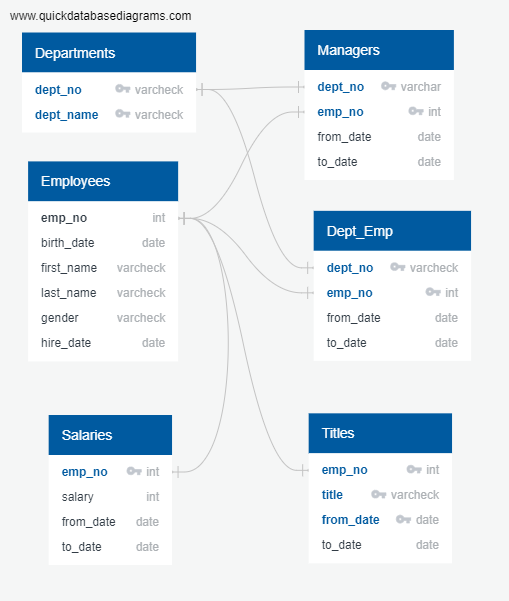 www.quickdatabasediagrams.com
Departments
dept_no varcheck
dept_name varcheck
Managers
dept_no varchar
emp_no int
from_date date
to_date date
Employees
emp_no int
birth_date date
first_name varcheck
last_name varcheck
gender varcheck
hire_date date
Dept_Emp
dept_no varcheck
emp_no int
from_date date
to_date date
Salaries
emp_no int
salary int
from_date date
to_date date
Titles
emp_no int
title varcheck
from_date date
to_date date